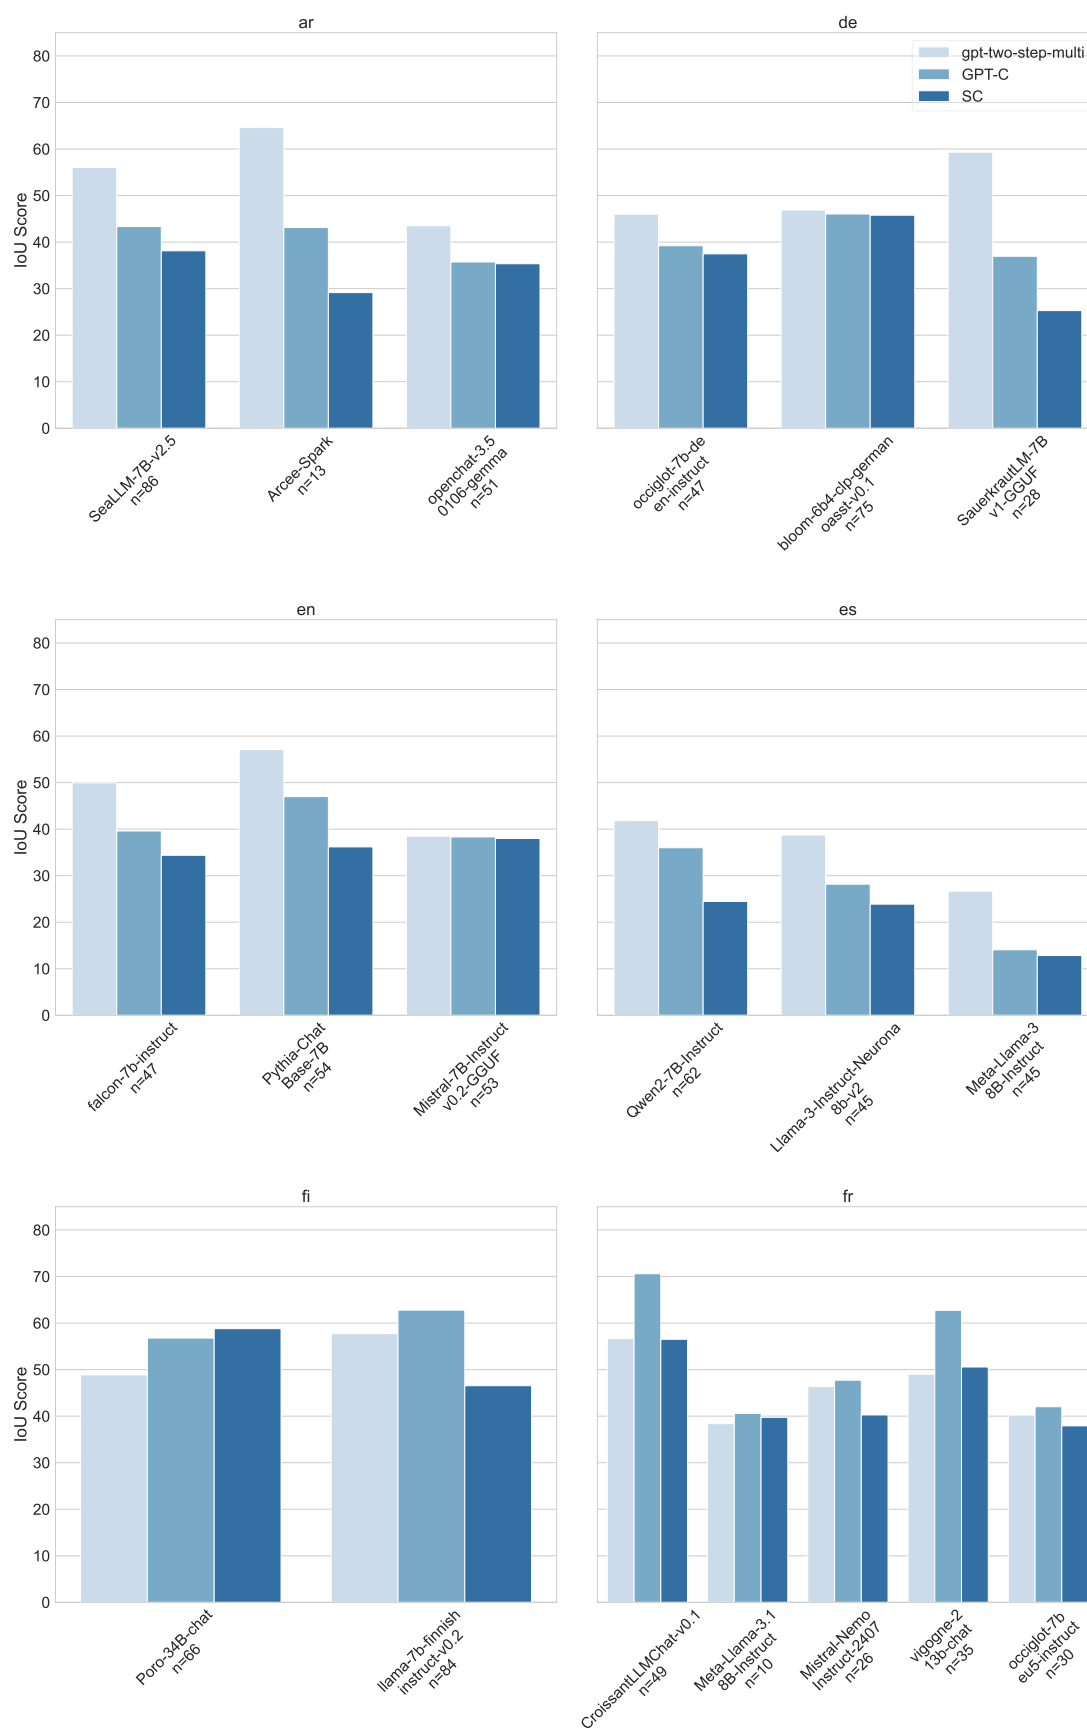 ar
80
70
60
50
40
30
20
10
0
IoU Score
SeaLLM-7B-v2.5
n=86
Arcee-Spark
n=13
openchat-3.5
0106-gemma
n=51
de
gpt-two-step-multi
GPT-C
SC
occiglot-7b-de
en-instruct
n=47
bloom-6b4-clp-german
oasst-v0.1
n=75
SauerkrautLM-7B
v1-GGUF
n=28
en
80
70
60
50
40
30
20
10
0
IoU Score
falcon-7b-instruct
n=47
Pythia-Chat
Base-7B
n=54
Mistral-7B-Instruct
v0.2-GGUF
n=53
es
Qwen2-7B-Instruct
n=62
Llama-3-Instruct-Neurona
8b-v2
n=45
Meta-Llama-3
8B-Instruct
n=45
fi
80
70
60
50
40
30
20
10
0
IoU Score
Poro-34B-chat
n=66
llama-7b-finnish
instruct-v0.2
n=84
fr
CroissantLLMChat-v0.1
n=49
Meta-Llama-3.1
8B-Instruct
n=10
Mistral-Nemo
Instruct-2407
n=26
vigogne-2
13b-chat
n=35
occiglot-7b
eu5-instruct
n=30